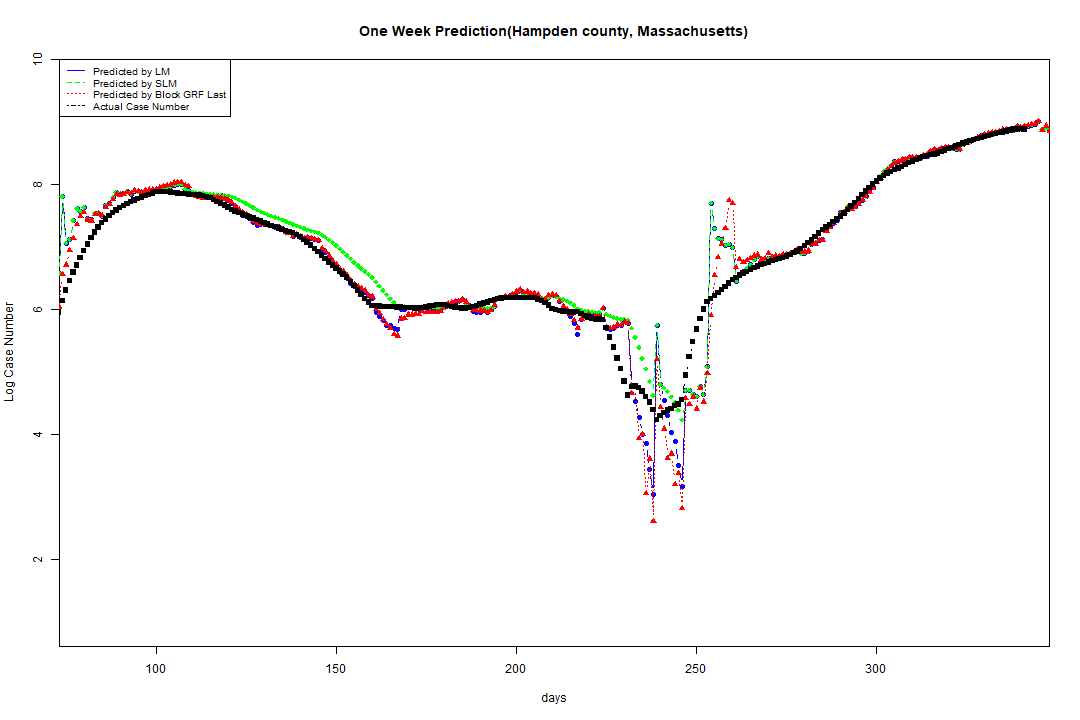 One Week Prediction(Hampden county, Massachusetts)
Predicted by LM
Predicted by SLM
Predicted by Block GRF Last
Actual Case Number
10
8
6
4
2
Log Case Number
100 150 200 250 300
days